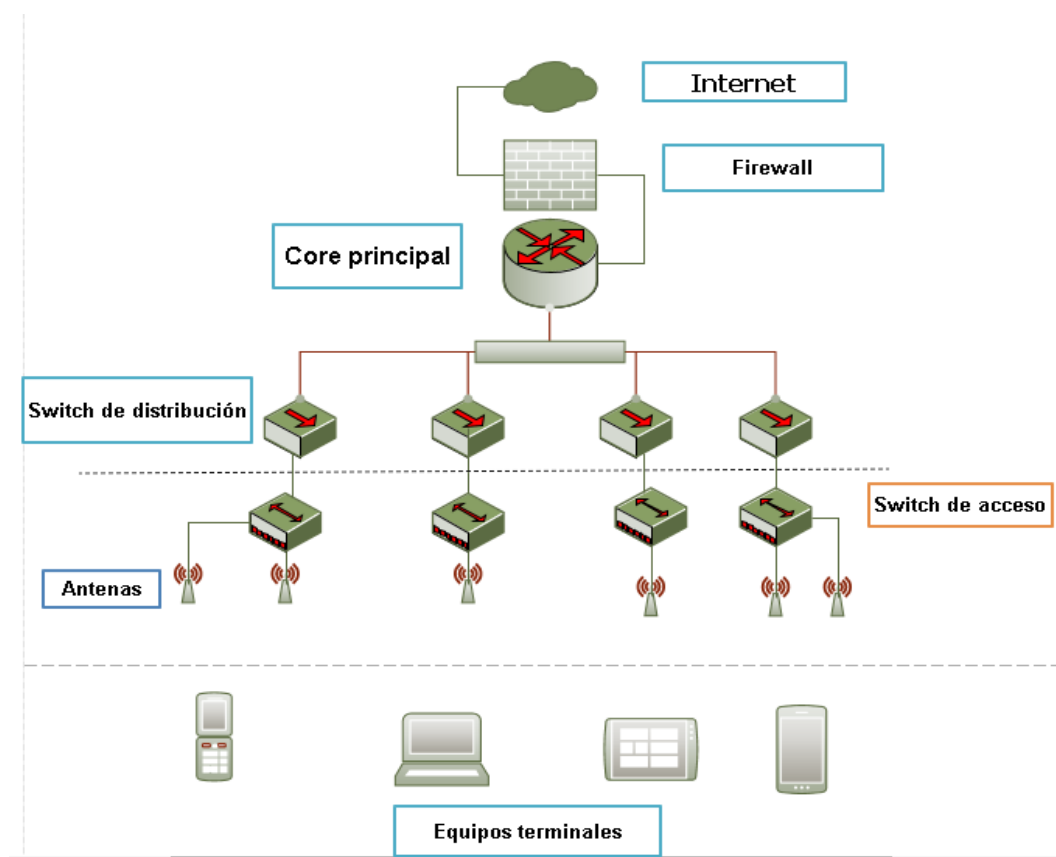 Internet
Firewall
Core principal
Switch de distribución
Switch de acceso
Antenas
Equipos terminales